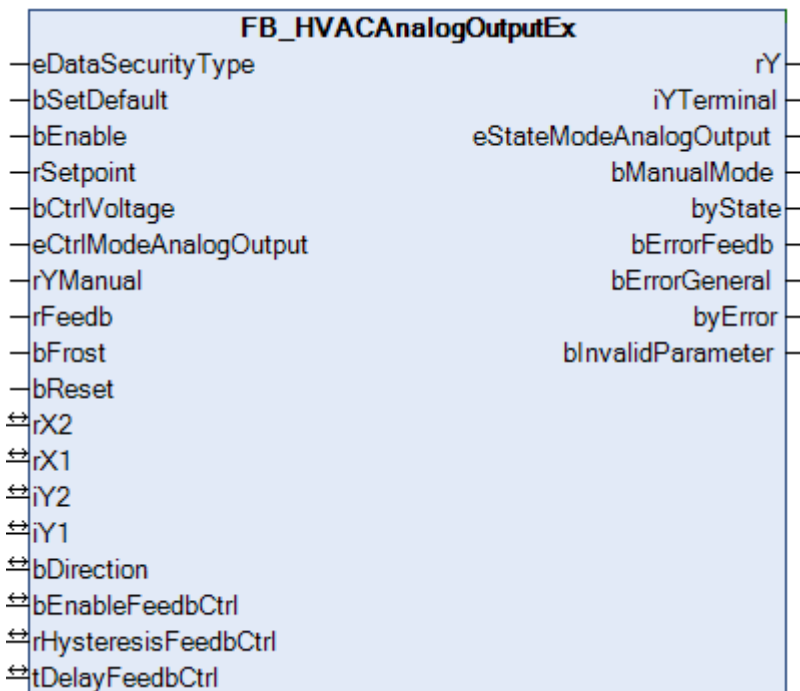 FB_HVACAnalogOutputEx
eDataSecurityType rY
bSetDefault iYTerminal
bEnable eStateModeAnalogOutput
rSetpoint bManualMode
bCtrlVoltage byState
eCtrlModeAnalogOutput bErrorFeedb
rYManual bErrorGeneral
rFeedb byError
bFrost bInvalidParameter
bReset
rX2
rX1
iY2
iY1
bDirection
bEnableFeedbCtrl
rHysteresisFeedbCtrl
tDelayFeedbCtrl